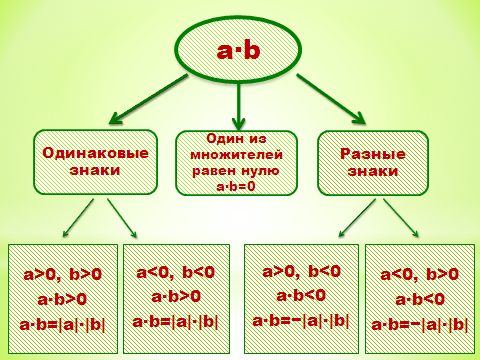 a·b
Одинаковые
знаки
Один из
множителей
равен нулю
a·b=0
Разные
знаки
a>0, b>0
a·b>0
a·b=|a|·|b|
a<0, b<0
a·b>0
a·b=|a|·|b|
a>0, b<0
a·b<0
a·b=−|a|·|b|
a<0, b>0
a·b<0
a·b=−|a|·|b|